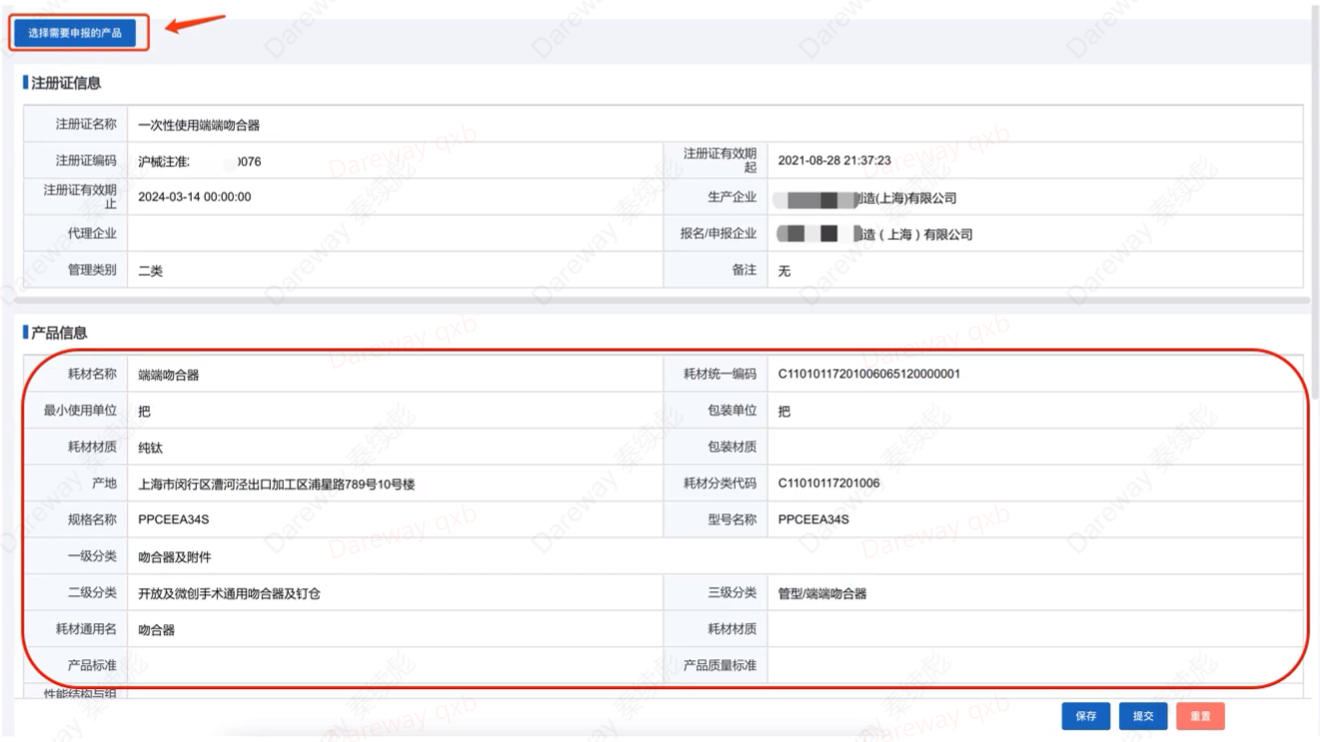 选择需要申报的产品
注册证信息
注册证名称 一次性使用端端吻合器
注册证编码 沪械注准 0076 注册证有效期起 2021-08-28 21:37:23
注册证有效期止 2024-03-14 00:00:00 生产企业 造(上海)有限公司
代理企业 报名/申报企业 造（上海）有限公司
管理类别 二类 备注 无
产品信息
耗材名称 端端吻合器 耗材统一编码 C11010117201006065120000001
最小使用单位 把 包装单位 把
耗材材质 纯钛 包装材质
产地 上海市闵行区漕河泾出口加工区浦星路789号10号楼 耗材分类代码 C11010117201006
规格名称 PPCEEA34S 型号名称 PPCEEA34S
一级分类 吻合器及附件
二级分类 开放及微创手术通用吻合器及钉仓 三级分类 管型/端端吻合器
耗材通用名 吻合器 耗材材质
产品标准 产品质量标准
性能结构与组
保存 提交 重置
Dareway 秦续彪
Dareway qxb